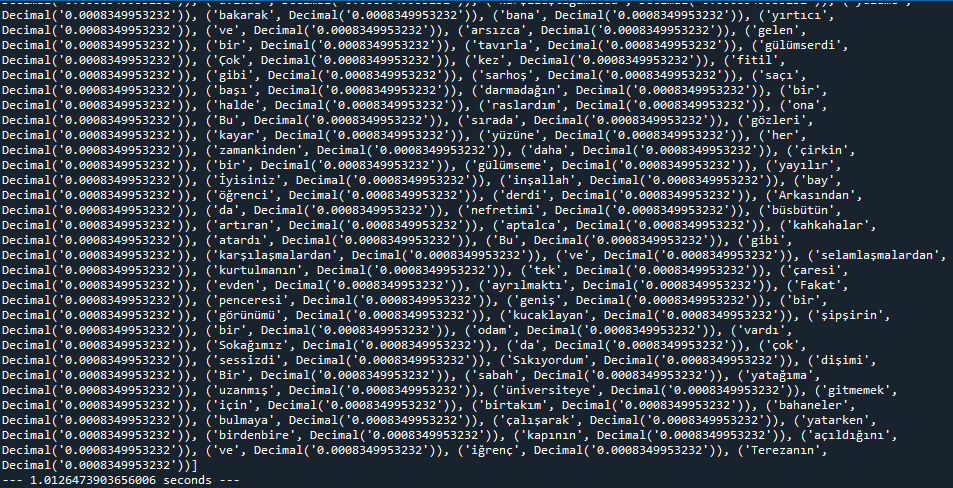 Decimal('0.0008349953232')), ('bakarak', Decimal('0.0008349953232')), ('bana', Decimal('0.0008349953232')), ('yırtıcı',
Decimal('0.0008349953232')), ('ve', Decimal('0.0008349953232')), ('arsızca', Decimal('0.0008349953232')), ('gelen',
Decimal('0.0008349953232')), ('bir', Decimal('0.0008349953232')), ('tavırla', Decimal('0.0008349953232')), ('gülümserdi',
Decimal('0.0008349953232')), ('Çok', Decimal('0.0008349953232')), ('kez', Decimal('0.0008349953232')), ('fitil',
Decimal('0.0008349953232')), ('gibi', Decimal('0.0008349953232')), ('sarhoş', Decimal('0.0008349953232')), ('saçı',
Decimal('0.0008349953232')), ('başı', Decimal('0.0008349953232')), ('darmadağın', Decimal('0.0008349953232')), ('bir',
Decimal('0.0008349953232')), ('halde', Decimal('0.0008349953232')), ('raslardım', Decimal('0.0008349953232')), ('ona',
Decimal('0.0008349953232')), ('Bu', Decimal('0.0008349953232')), ('sırada', Decimal('0.0008349953232')), ('gözleri',
Decimal('0.0008349953232')), ('kayar', Decimal('0.0008349953232')), ('yüzüne', Decimal('0.0008349953232')), ('her',
Decimal('0.0008349953232')), ('zamankinden', Decimal('0.0008349953232')), ('daha', Decimal('0.0008349953232')), ('çirkin',
Decimal('0.0008349953232')), ('bir', Decimal('0.0008349953232')), ('gülümseme', Decimal('0.0008349953232')), ('yayılır',
Decimal('0.0008349953232')), ('İyisiniz', Decimal('0.0008349953232')), ('inşallah', Decimal('0.0008349953232')), ('bay',
Decimal('0.0008349953232')), ('öğrenci', Decimal('0.0008349953232')), ('derdi', Decimal('0.0008349953232')), ('Arkasından',
Decimal('0.0008349953232')), ('da', Decimal('0.0008349953232')), ('nefretimi', Decimal('0.0008349953232')), ('büsbütün',
Decimal('0.0008349953232')), ('artıran', Decimal('0.0008349953232')), ('aptalca', Decimal('0.0008349953232')), ('kahkahalar',
Decimal('0.0008349953232')), ('atardı', Decimal('0.0008349953232')), ('Bu', Decimal('0.0008349953232')), ('gibi',
Decimal('0.0008349953232')), ('karşılaşmalardan', Decimal('0.0008349953232')), ('ve', Decimal('0.0008349953232')), ('selamlaşmalardan',
Decimal('0.0008349953232')), ('kurtulmanın', Decimal('0.0008349953232')), ('tek', Decimal('0.0008349953232')), ('çaresi',
Decimal('0.0008349953232')), ('evden', Decimal('0.0008349953232')), ('ayrılmaktı', Decimal('0.0008349953232')), ('Fakat',
Decimal('0.0008349953232')), ('penceresi', Decimal('0.0008349953232')), ('geniş', Decimal('0.0008349953232')), ('bir',
Decimal('0.0008349953232')), ('görünümü', Decimal('0.0008349953232')), ('kucaklayan', Decimal('0.0008349953232')), ('şipşirin',
Decimal('0.0008349953232')), ('bir', Decimal('0.0008349953232')), ('odam', Decimal('0.0008349953232')), ('vardı',
Decimal('0.0008349953232')), ('Sokağımız', Decimal('0.0008349953232')), ('da', Decimal('0.0008349953232')), ('çok',
Decimal('0.0008349953232')), ('sessizdi', Decimal('0.0008349953232')), ('Sıkıyordum', Decimal('0.0008349953232')), ('dişimi',
Decimal('0.0008349953232')), ('Bir', Decimal('0.0008349953232')), ('sabah', Decimal('0.0008349953232')), ('yatağıma',
Decimal('0.0008349953232')), ('uzanmış', Decimal('0.0008349953232')), ('üniversiteye', Decimal('0.0008349953232')), ('gitmemek',
Decimal('0.0008349953232')), ('için', Decimal('0.0008349953232')), ('birtakım', Decimal('0.0008349953232')), ('bahaneler',
Decimal('0.0008349953232')), ('bulmaya', Decimal('0.0008349953232')), ('çalışarak', Decimal('0.0008349953232')), ('yatarken',
Decimal('0.0008349953232')), ('birdenbire', Decimal('0.0008349953232')), ('kapının', Decimal('0.0008349953232')), ('açıldığını',
Decimal('0.0008349953232')), ('ve', Decimal('0.0008349953232')), ('iğrenç', Decimal('0.0008349953232')), ('Terezanın',
Decimal('0.0008349953232'))]
--- 1.0126473903656006 seconds ---